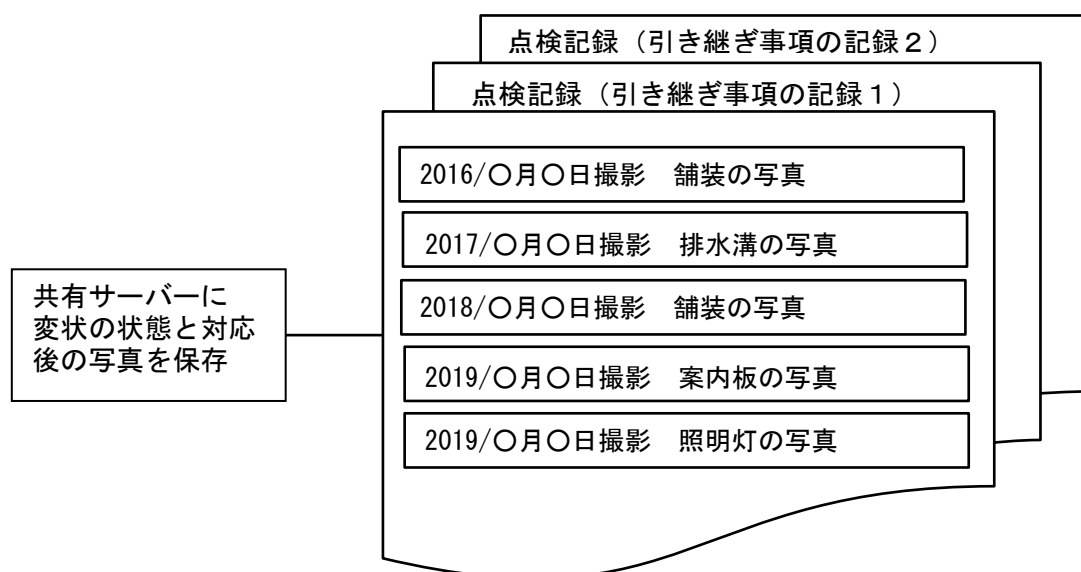 点検記録（引き継ぎ事項の記録２）
点検記録（引き継ぎ事項の記録１）
2016/〇月〇日撮影　舗装の写真
2017/〇月〇日撮影　排水溝の写真
2018/〇月〇日撮影　舗装の写真
2019/〇月〇日撮影　案内板の写真
2019/〇月〇日撮影　照明灯の写真
共有サーバーに
変状の状態と対応
後の写真を保存